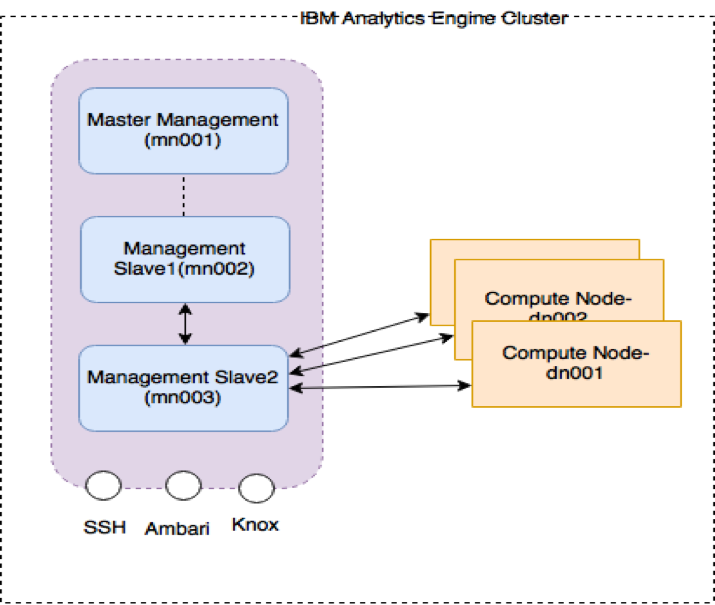 IBM Analytics Engine Cluster
Master Management
(mn001)
Management
Slave1(mn002)
Management Slave2
(mn003)
Compute Node-
dn002
Compute Node-
dn001
SSH
Ambari
Knox